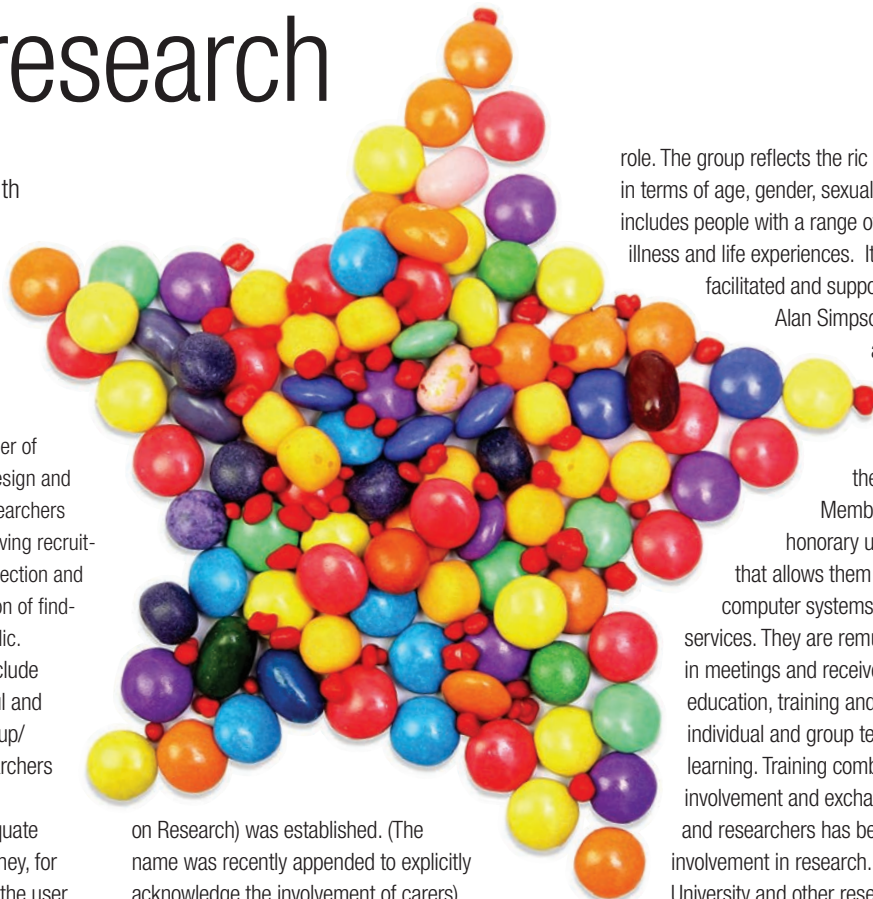 research
th
er of
esign and
earchers
ving recruit-
ection and
on of find-
lic.
clude
l and
up/
rchers
quate
ney, for
the user
on Research) was established. (The
name was recently appended to explicitly
acknowledge the involvement of carers)
role. The group reflects the ric
in terms of age, gender, sexual
includes people with a range of
illness and life experiences. It
facilitated and suppo
Alan Simpso
a
the
Memb
honorary u
that allows them
computer systems
services. They are remu
in meetings and receive
education, training and
individual and group te
learning. Training comb
involvement and excha
and researchers has be
involvement in research.
University and other rese